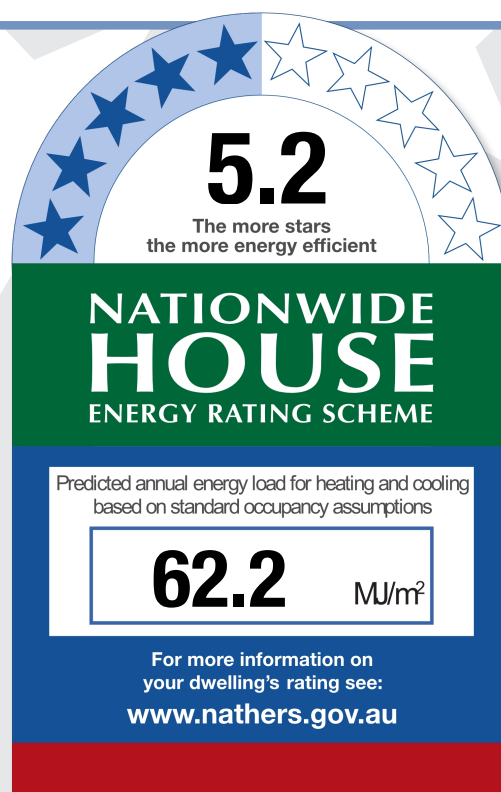 5.2
The more stars
the more energy efficient
NATIONWIDE
HOUSE
ENERGY RATING SCHEME
Predicted annual energy load for heating and cooling
based on standard occupancy assumptions
62.2 MJ/m²
For more information on
your dwelling's rating see:
www.nathers.gov.au